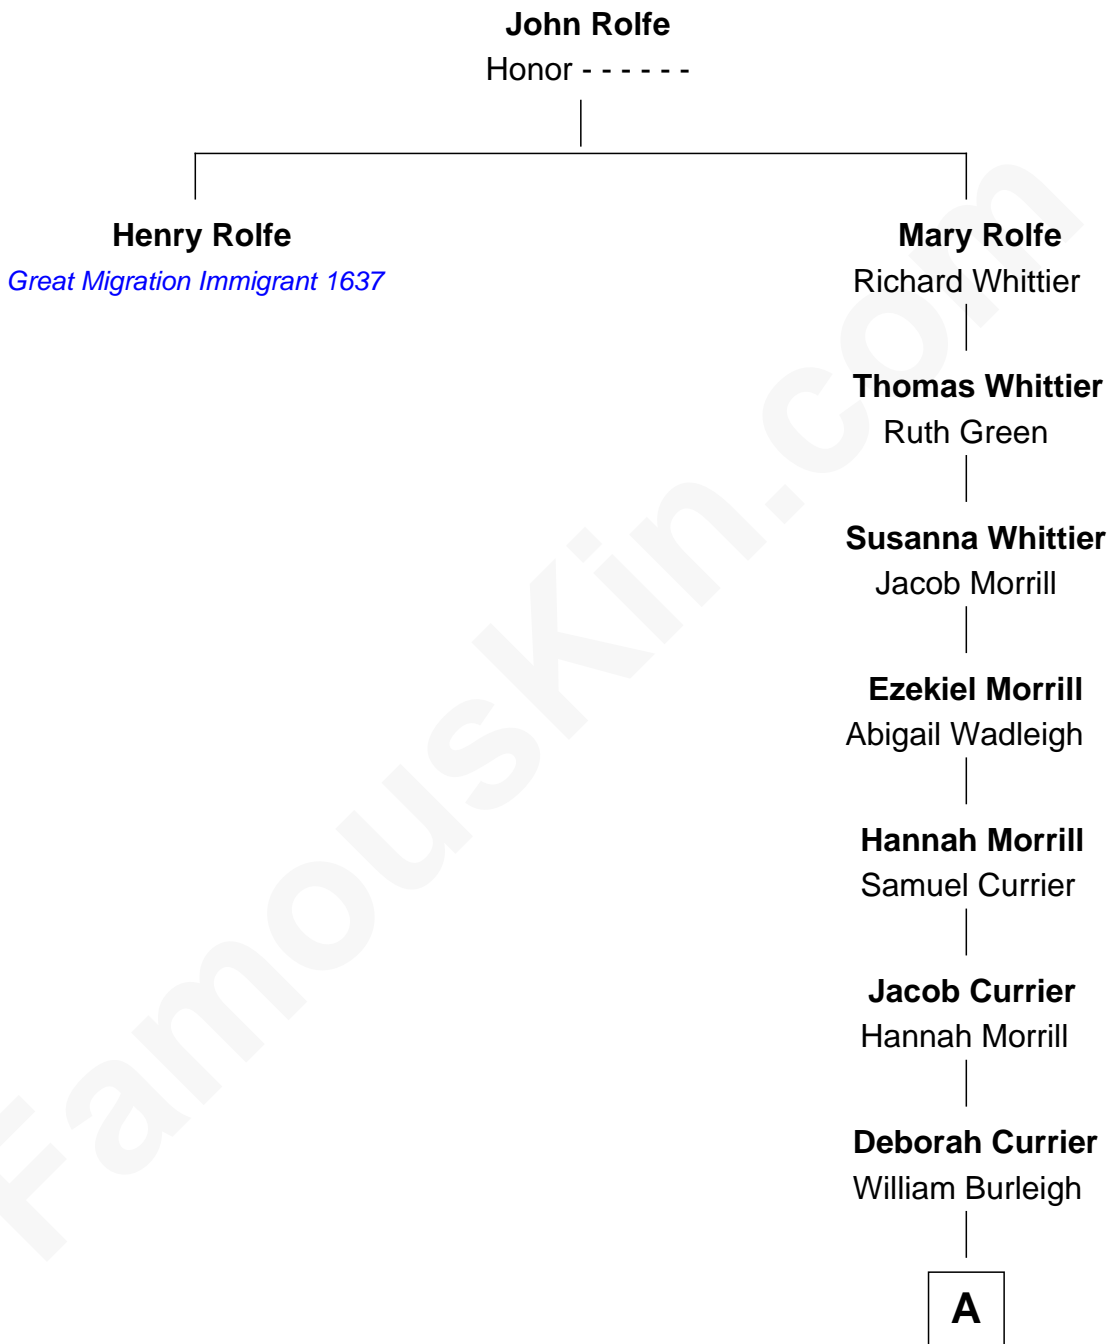 John Rolfe
Honor - - - - - -
Henry Rolfe
Great Migration Immigrant 1637
Mary Rolfe
Richard Whittier
Thomas Whittier
Ruth Green
Susanna Whittier
Jacob Morrill
Ezekiel Morrill
Abigail Wadleigh
Hannah Morrill
Samuel Currier
Jacob Currier
Hannah Morrill
Deborah Currier
William Burleigh
A
FamousKin.com